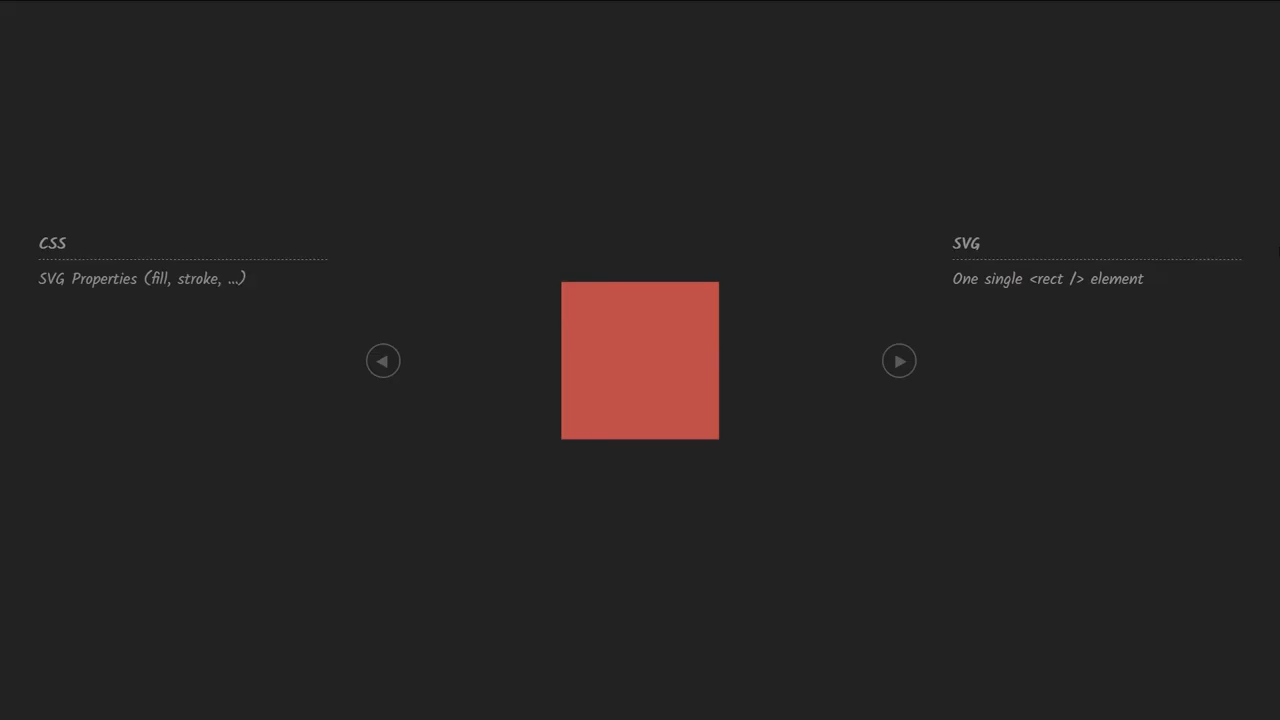 CSS
SVG Properties (fill, stroke, ...)
SVG
One single <rect /> element